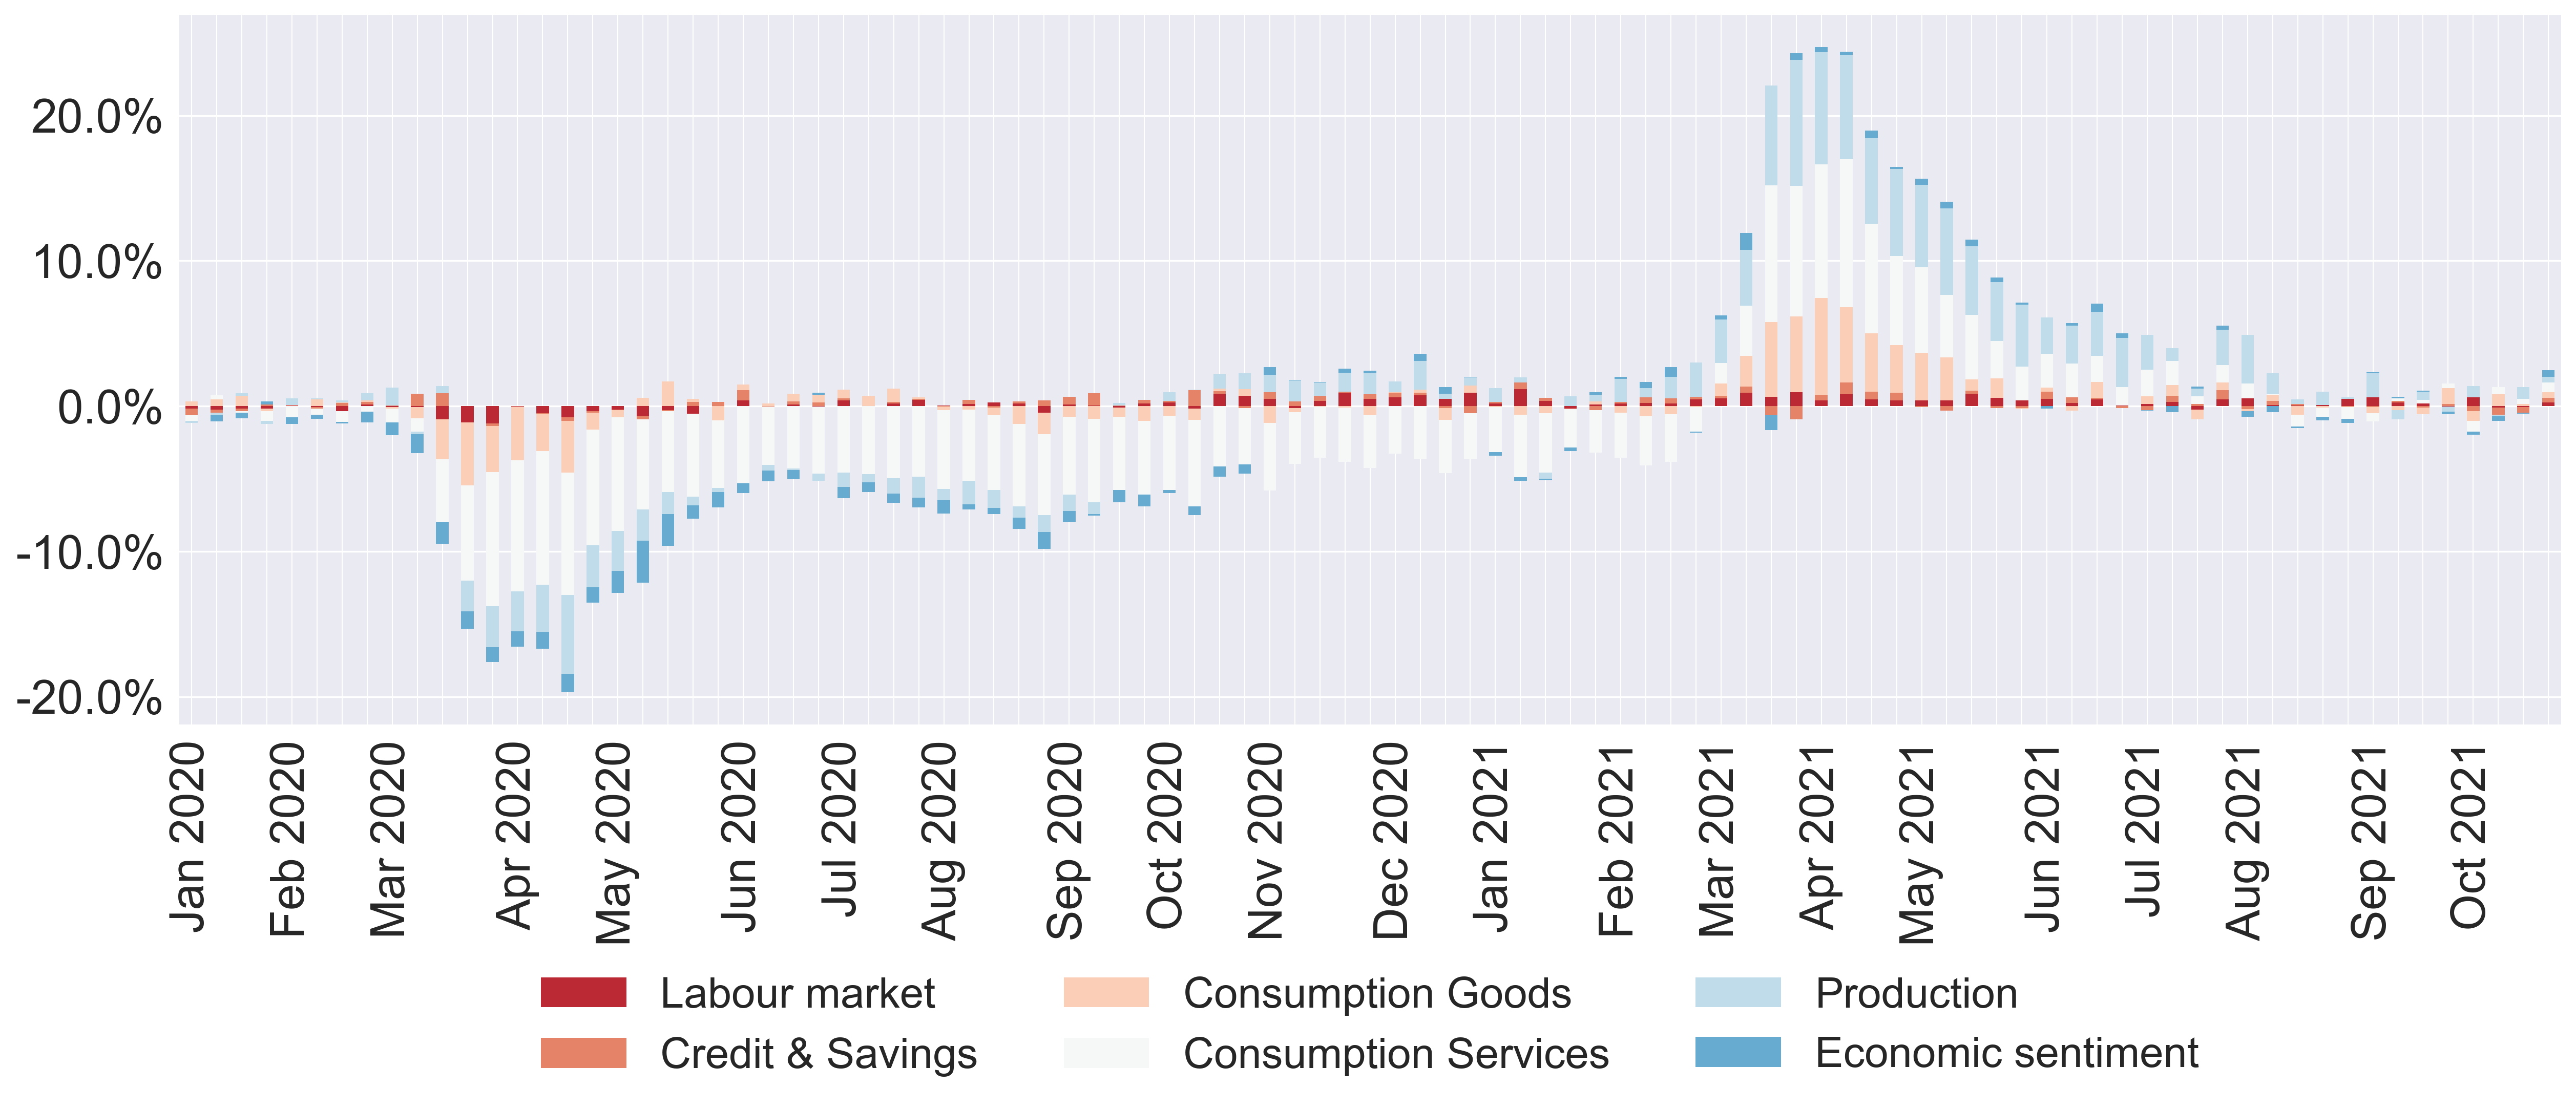 20.0%
10.0%
0.0%
-10.0%
-20.0%
Jan 2020
Feb 2020
Mar 2020
Apr 2020
May 2020
Jun 2020
Jul 2020
Aug 2020
Sep 2020
Oct 2020
Nov 2020
Dec 2020
Jan 2021
Feb 2021
Mar 2021
Apr 2021
May 2021
Jun 2021
Jul 2021
Aug 2021
Sep 2021
Oct 2021
Labour market
Credit & Savings
Consumption Goods
Consumption Services
Production
Economic sentiment